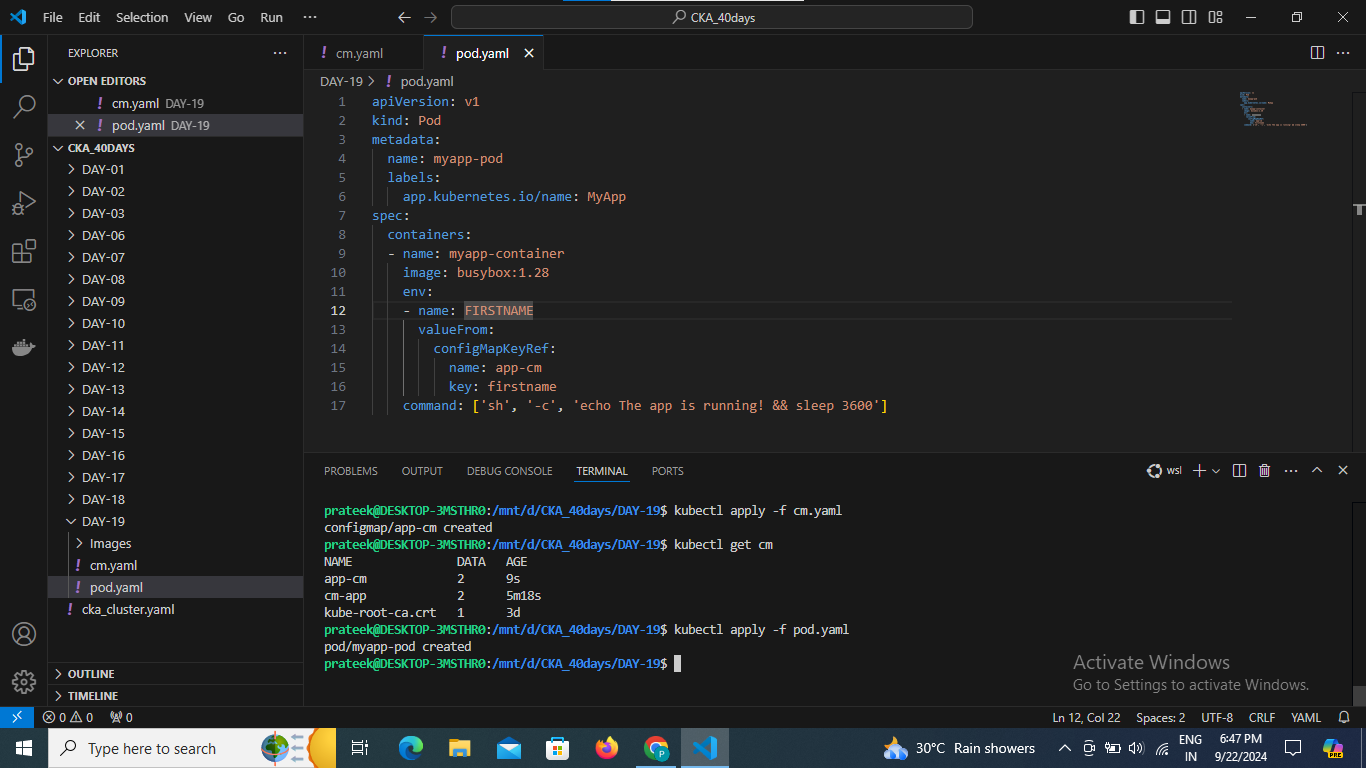 File Edit Selection View Go Run ··· CKA_40days
EXPLORER ···
OPEN EDITORS
! cm.yaml DAY-19
! pod.yaml DAY-19
CKA_40DAYS
DAY-01
DAY-02
DAY-03
DAY-06
DAY-07
DAY-08
DAY-09
DAY-10
DAY-11
DAY-12
DAY-13
DAY-14
DAY-15
DAY-16
DAY-17
DAY-18
DAY-19
Images
! cm.yaml
! pod.yaml
! cka_cluster.yaml
OUTLINE
TIMELINE
! cm.yaml ! pod.yaml
DAY-19 > ! pod.yaml
1 apiVersion: v1
2 kind: Pod
3 metadata:
4 name: myapp-pod
5 labels:
6 app.kubernetes.io/name: MyApp
7 spec:
8 containers:
9 - name: myapp-container
10 image: busybox:1.28
11 env:
12 - name: FIRSTNAME
13 valueFrom:
14 configMapKeyRef:
15 name: app-cm
16 key: firstname
17 command: ['sh', '-c', 'echo The app is running! && sleep 3600']
PROBLEMS OUTPUT DEBUG CONSOLE TERMINAL PORTS wsl
prateek@DESKTOP-3MSTHR0:/mnt/d/CKA_40days/DAY-19$ kubectl apply -f cm.yaml
configmap/app-cm created
prateek@DESKTOP-3MSTHR0:/mnt/d/CKA_40days/DAY-19$ kubectl get cm
NAME DATA AGE
app-cm 2 9s
cm-app 2 5m18s
kube-root-ca.crt 1 3d
prateek@DESKTOP-3MSTHR0:/mnt/d/CKA_40days/DAY-19$ kubectl apply -f pod.yaml
pod/myapp-pod created
prateek@DESKTOP-3MSTHR0:/mnt/d/CKA_40days/DAY-19$
Activate Windows
Go to Settings to activate Windows.
0 0 0 Ln 12, Col 22 Spaces: 2 UTF-8 CRLF YAML
Type here to search 30°C Rain showers ENG IN 6:47 PM 9/22/2024 PRE